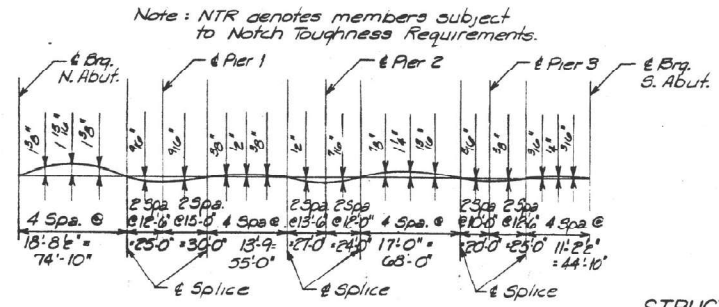 Note : NTR denotes members subject
to Notch Toughness Requirements.
℄ Brg.
N. Abut.
℄ Pier 1
℄ Pier 2
℄ Pier 3
℄ Brg.
S. Abut.
1/2"
1/4"
2 Spa. 2 Spa. 2 Spa. 2 Spa. 2 Spa. 2 Spa.
4 Spa. @ @12'-6" @15'-0" 4 Spa @ @13'-6" @12'-0" 4 Spa. @ @10'-0" @12'-6" 4 Spa. @
18'-8½" = =25'-0" =30'-0" 13'-9= =27'-0" =24'-0" 17'-0" = =20'-0" =25'-0" 11'-2½"
74'-10" 55'-0" 68'-0" =44'-10"
℄ Splice
℄ Splice
℄ Splice
STRUC